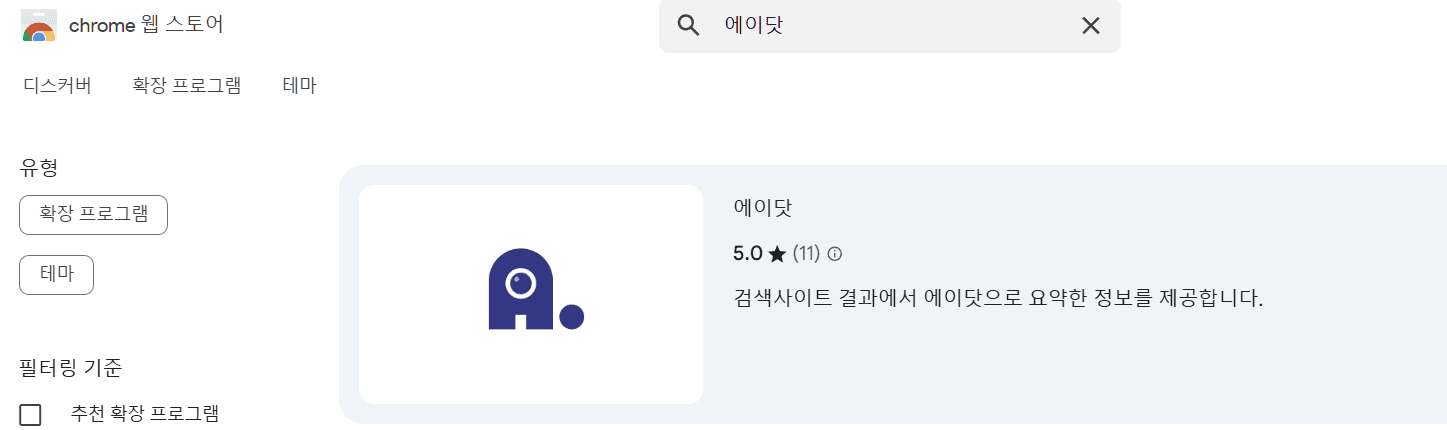 chrome 웹 스토어
에이닷
디스커버 확장 프로그램 테마
유형
확장 프로그램
테마
필터링 기준
추천 확장 프로그램
에이닷
5.0 ★ (11)
검색사이트 결과에서 에이닷으로 요약한 정보를 제공합니다.